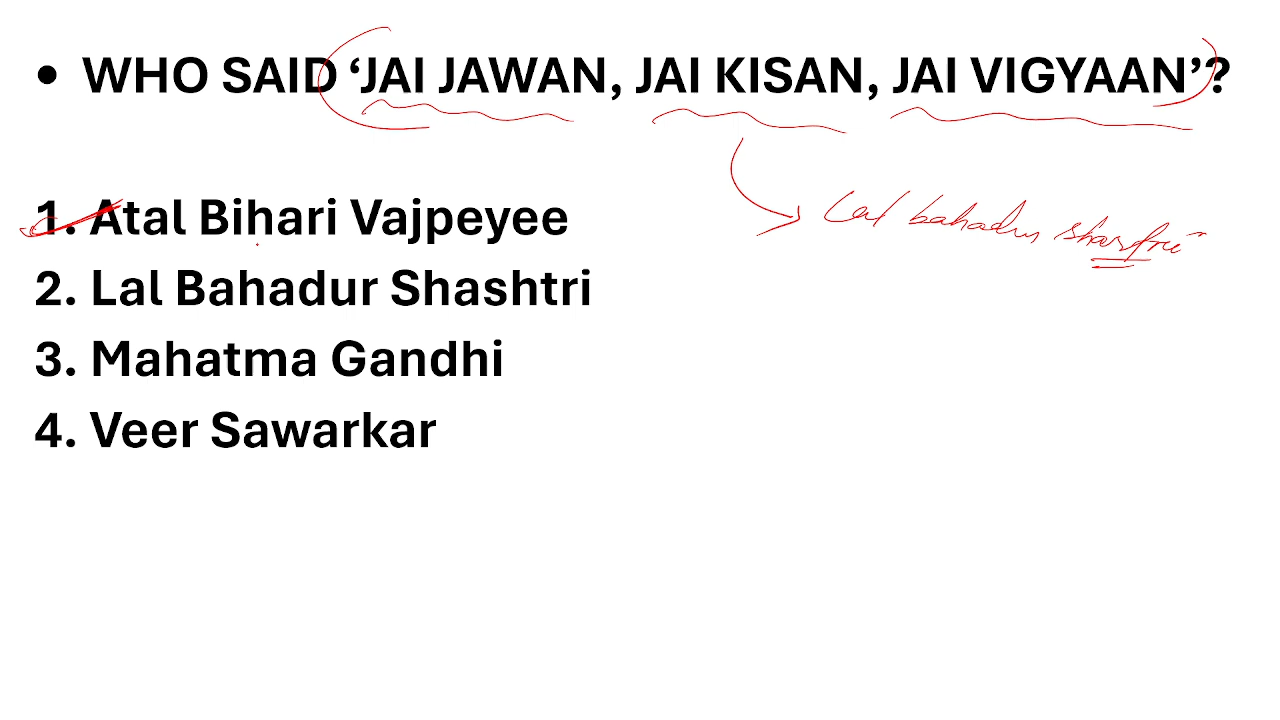 • WHO SAID ‘JAI JAWAN, JAI KISAN, JAI VIGYAAN’?
Lal bahadur shastri
1. Atal Bihari Vajpeyee
2. Lal Bahadur Shashtri
3. Mahatma Gandhi
4. Veer Sawarkar